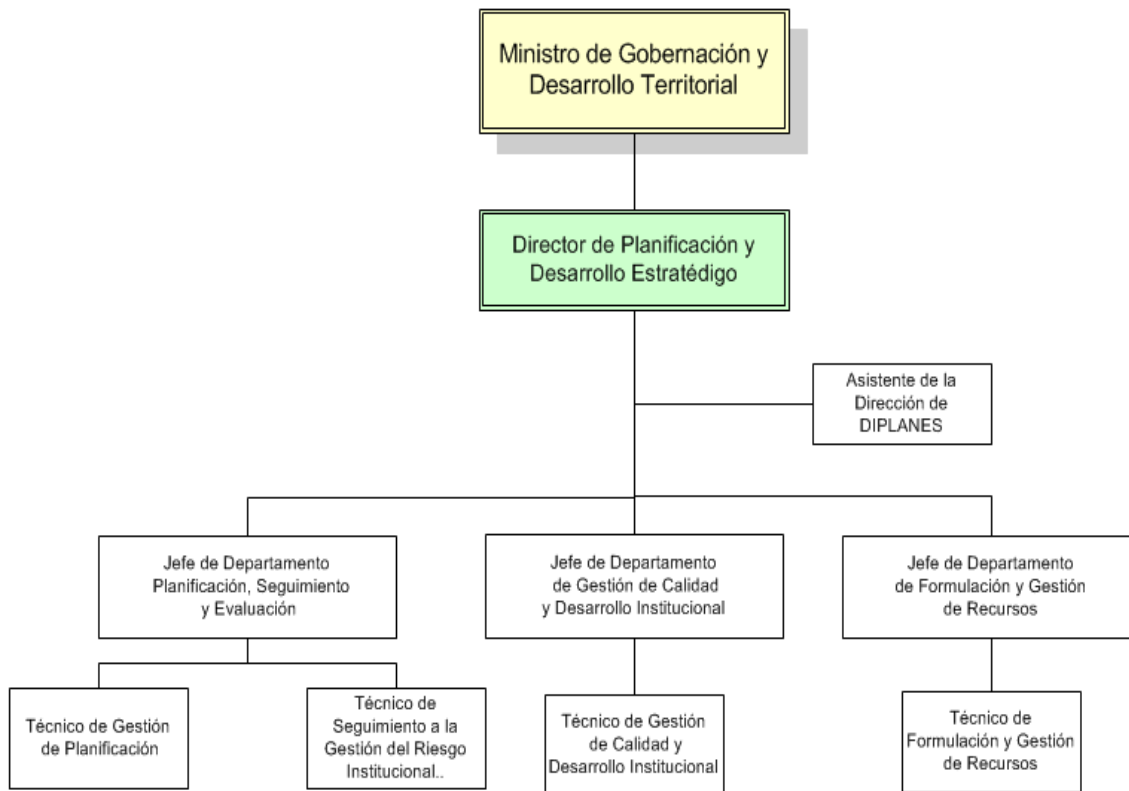 Ministro de Gobernación y
Desarrollo Territorial
Director de Planificación y
Desarrollo Estratédigo
Asistente de la
Dirección de
DIPLANES
Jefe de Departamento
Planificación, Seguimiento
y Evaluación
Jefe de Departamento
de Gestión de Calidad
y Desarrollo Institucional
Jefe de Departamento
de Formulación y Gestión
de Recursos
Técnico de Gestión
de Planificación
Técnico de
Seguimiento a la
Gestión del Riesgo
Institucional..
Técnico de Gestión
de Calidad y
Desarrollo Institucional
Técnico de
Formulación y Gestión
de Recursos